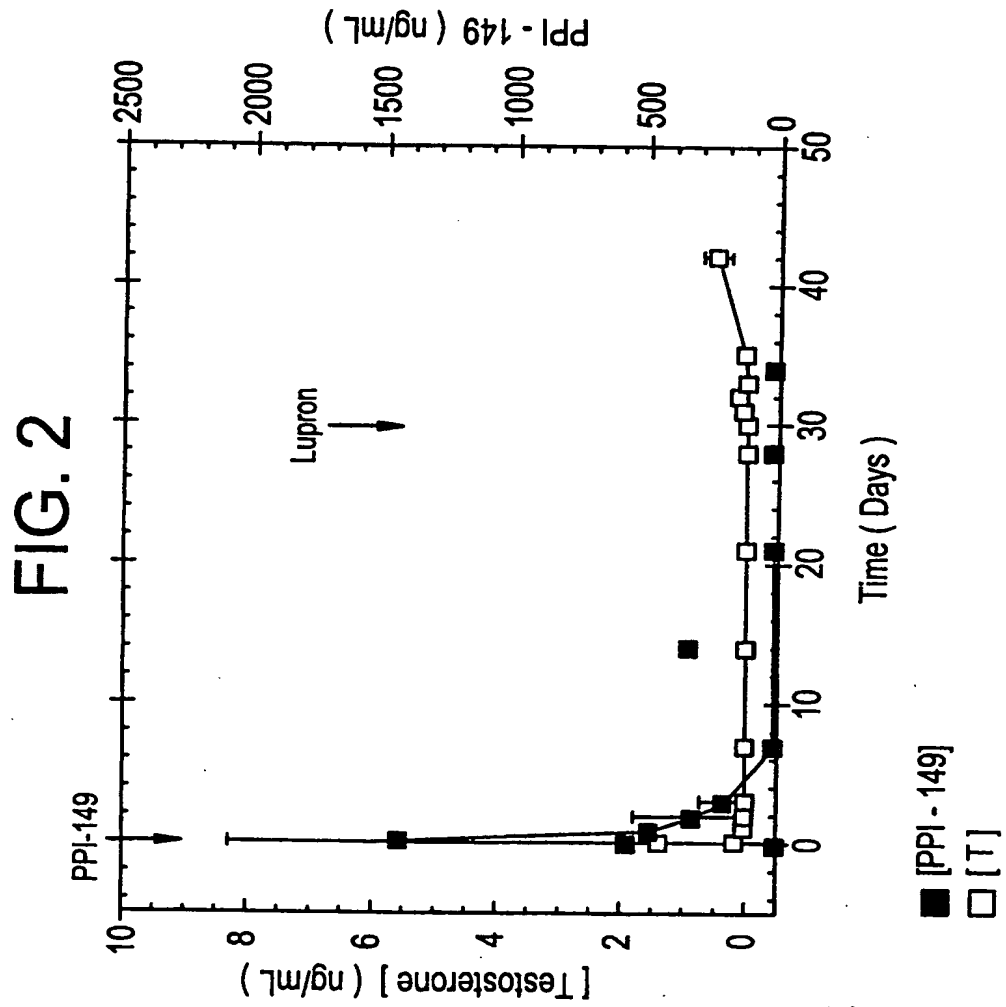 FIG. 2
PPI-149
Lupron
[ Testosterone ] ( ng/mL )
10
8
6
4
2
0
PPI - 149 ( ng/mL )
2500
2000
1500
1000
500
0
0
10
20
30
40
50
Time ( Days )
[PPI - 149]
[ T ]